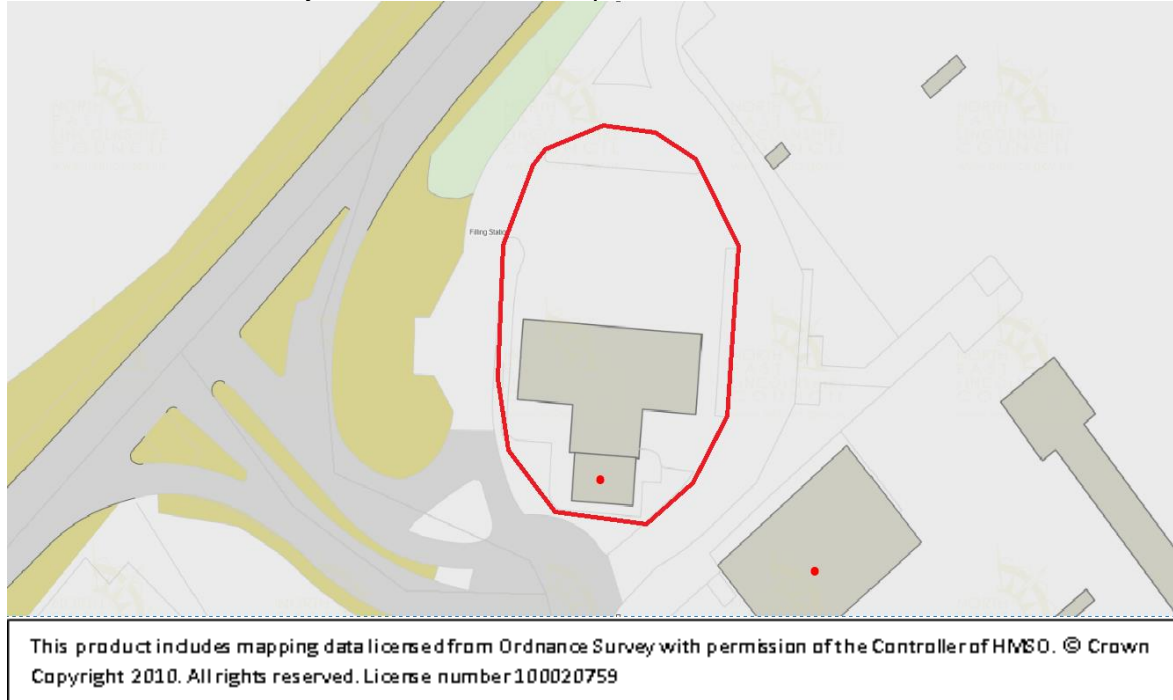 Filling Station
This product includes mapping data licensed from Ordnance Survey with permission of the Controller of HMSO. © Crown
Copyright 2010. All rights reserved. License number 100020759